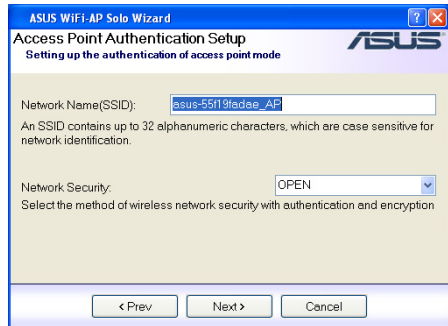 ASUS WiFi-AP Solo Wizard
Access Point Authentication Setup
Setting up the authentication of access point mode
ASUS
Network Name(SSID):
asus-55f19fadae_AP
An SSID contains up to 32 alphanumeric characters, which are case sensitive for
network identification.
Network Security:
OPEN
Select the method of wireless network security with authentication and encryption
< Prev
Next >
Cancel